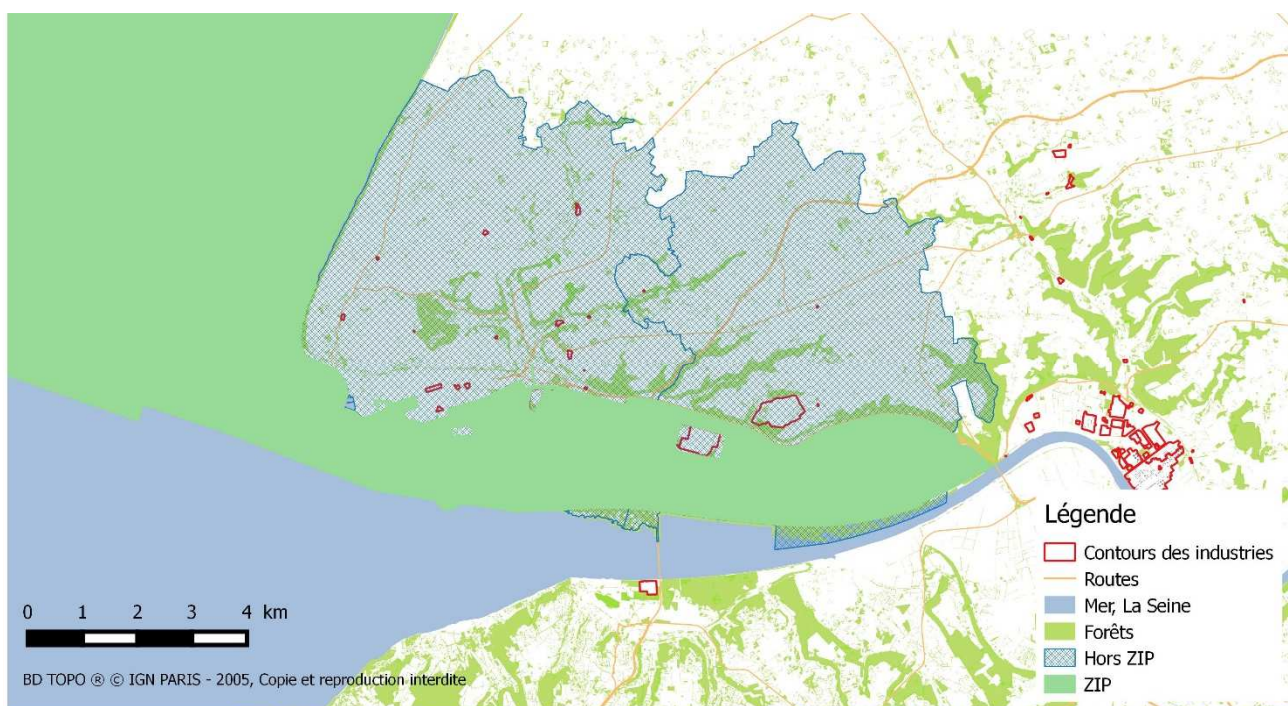 Légende
Contours des industries
Routes
Mer, La Seine
Forêts
Hors ZIP
ZIP
0 1 2 3 4 km
BD TOPO ® © IGN PARIS - 2005, Copie et reproduction interdite